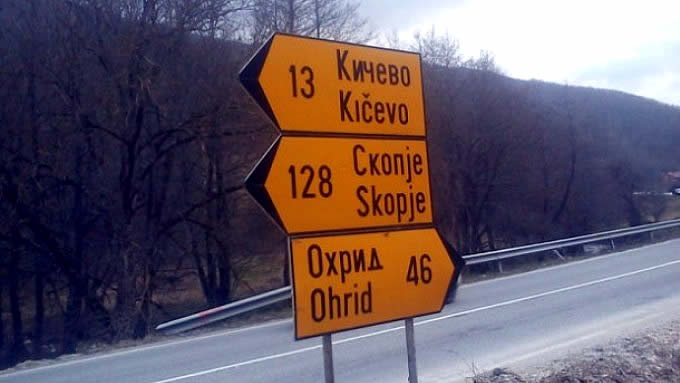 13 Кичево
Kičevo
128 Скопје
Skopje
Охрид 46
Ohrid